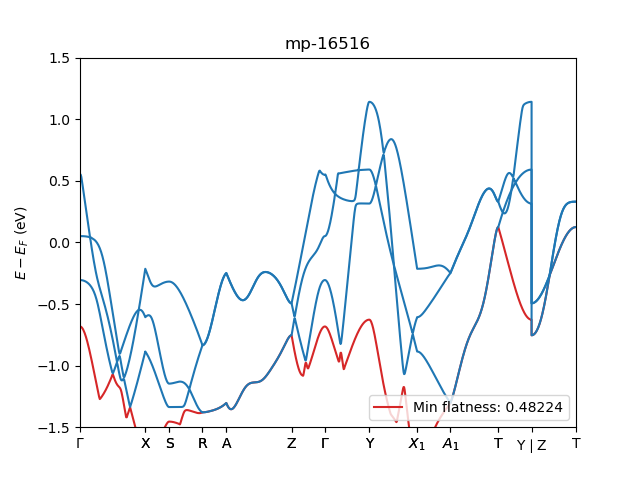 mp-16516
E − E_F (eV)
1.5
1.0
0.5
0.0
−0.5
−1.0
−1.5
Min flatness: 0.48224
Γ X S R A Z Γ Y X₁ A₁ T Y | Z T